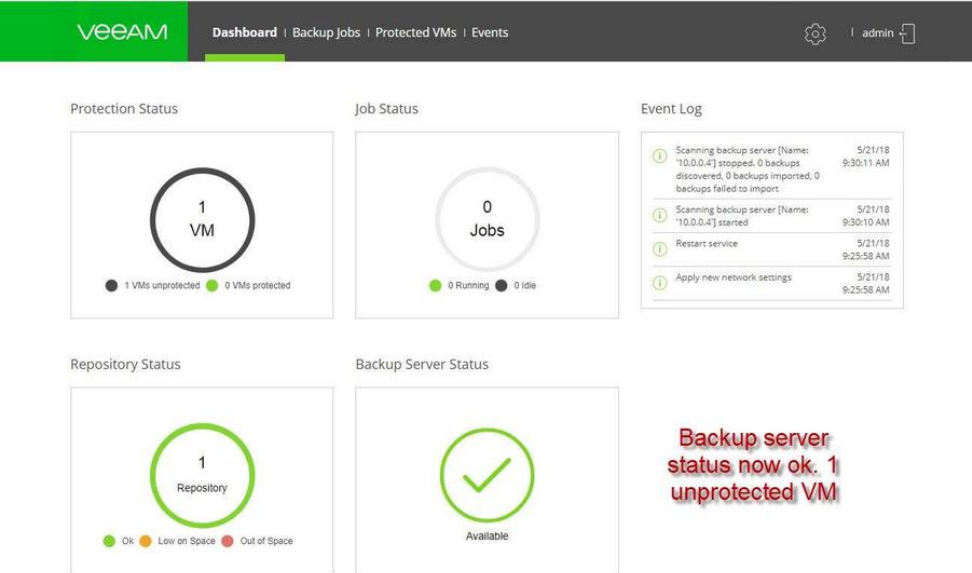 veeam
Dashboard | Backup Jobs | Protected VMs | Events
| admin
Protection Status
1
VM
1 VMs unprotected 0 VMs protected
Job Status
0
Jobs
0 Running 0 Idle
Event Log
Scanning backup server [Name: 5/21/18
'10.0.0.4'] stopped. 0 backups 9:30:11 AM
discovered, 0 backups imported, 0
backups failed to import
Scanning backup server [Name: 5/21/18
'10.0.0.4'] started 9:30:10 AM
Restart service 5/21/18
9:25:58 AM
Apply new network settings 5/21/18
9:25:58 AM
Repository Status
1
Repository
Ok Low on Space Out of Space
Backup Server Status
Available
Backup server
status now ok. 1
unprotected VM